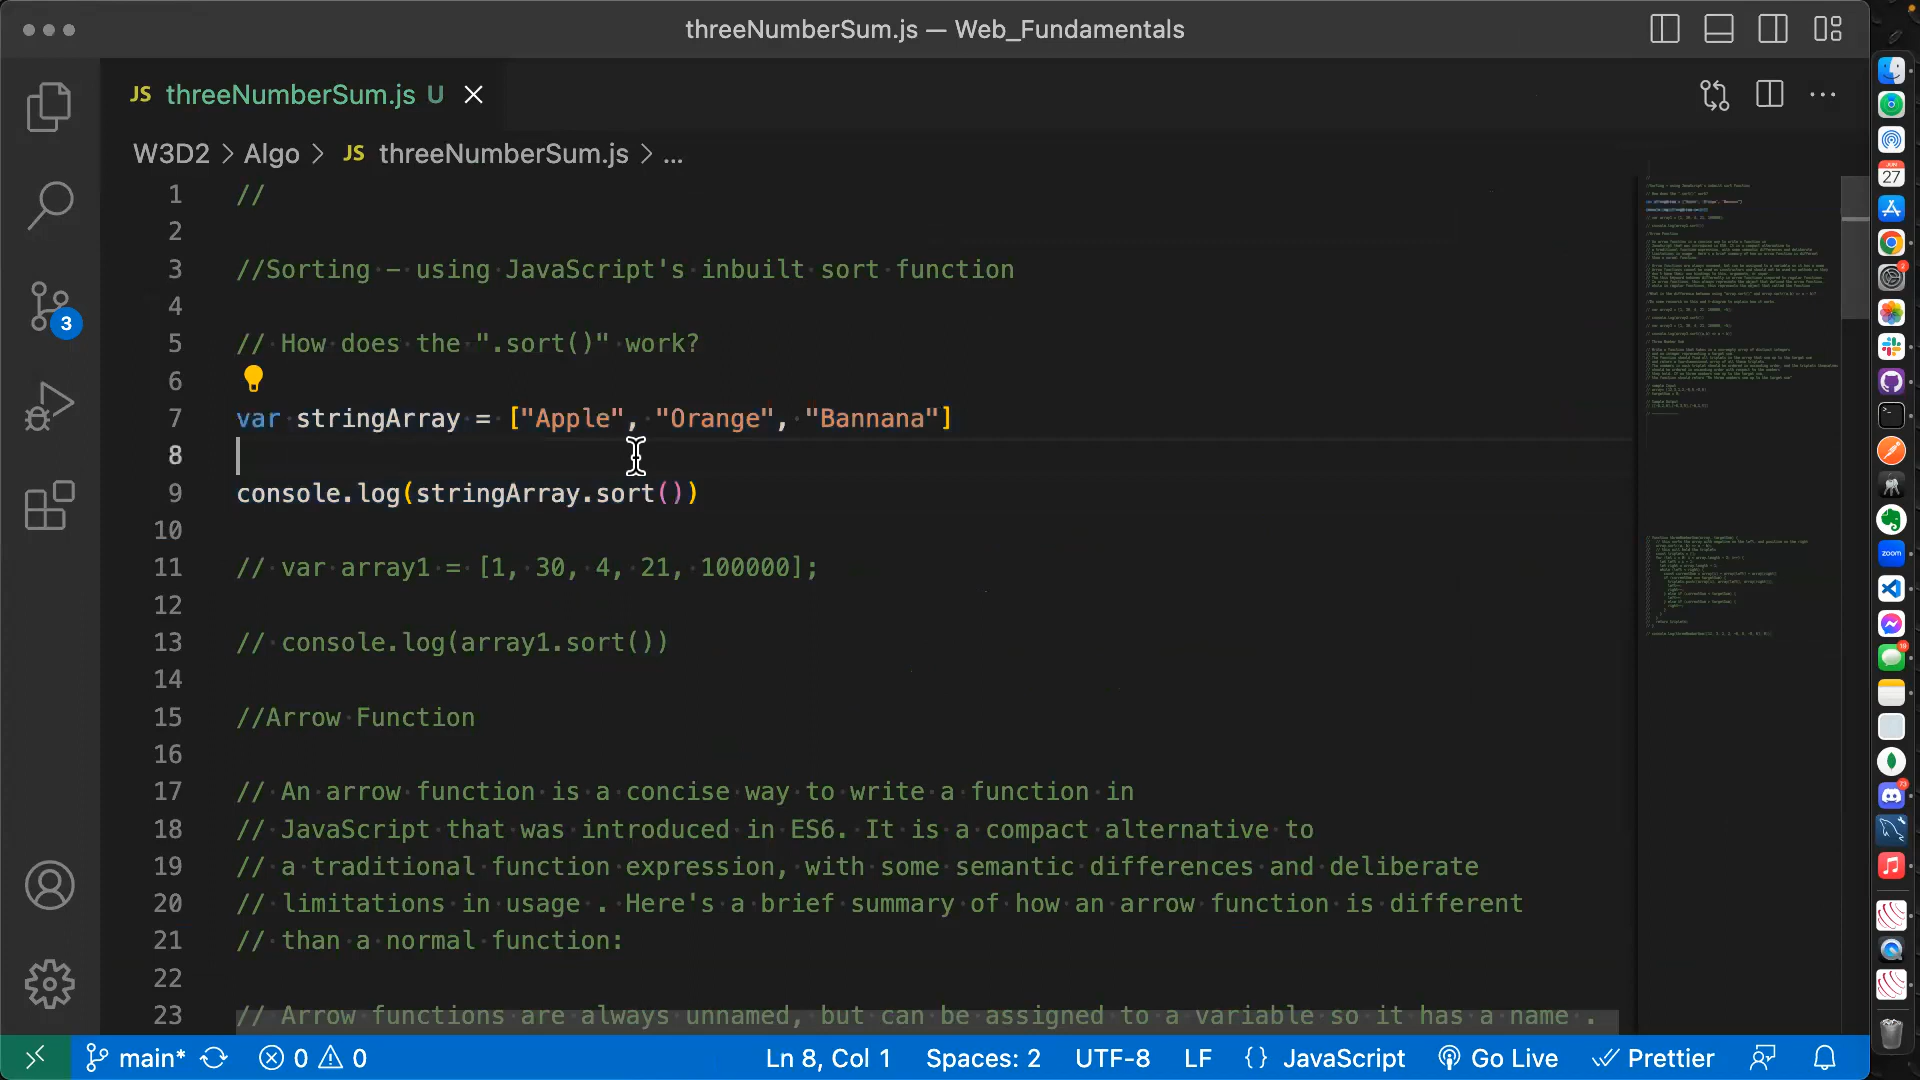 threeNumberSum.js — Web_Fundamentals
JS threeNumberSum.js U
W3D2 > Algo > JS threeNumberSum.js > ...
1 //
2
3 //Sorting - using JavaScript's inbuilt sort function
4
5 // How does the ".sort()" work?
6
7 var stringArray = ["Apple", "Orange", "Bannana"]
8
9 console.log(stringArray.sort())
10
11 // var array1 = [1, 30, 4, 21, 100000];
12
13 // console.log(array1.sort())
14
15 //Arrow Function
16
17 // An arrow function is a concise way to write a function in
18 // JavaScript that was introduced in ES6. It is a compact alternative to
19 // a traditional function expression, with some semantic differences and deliberate
20 // limitations in usage . Here's a brief summary of how an arrow function is different
21 // than a normal function:
22
23 // Arrow functions are always unnamed, but can be assigned to a variable so it has a name .
3
main* 0 0 Ln 8, Col 1 Spaces: 2 UTF-8 LF {} JavaScript Go Live Prettier
27
zoom